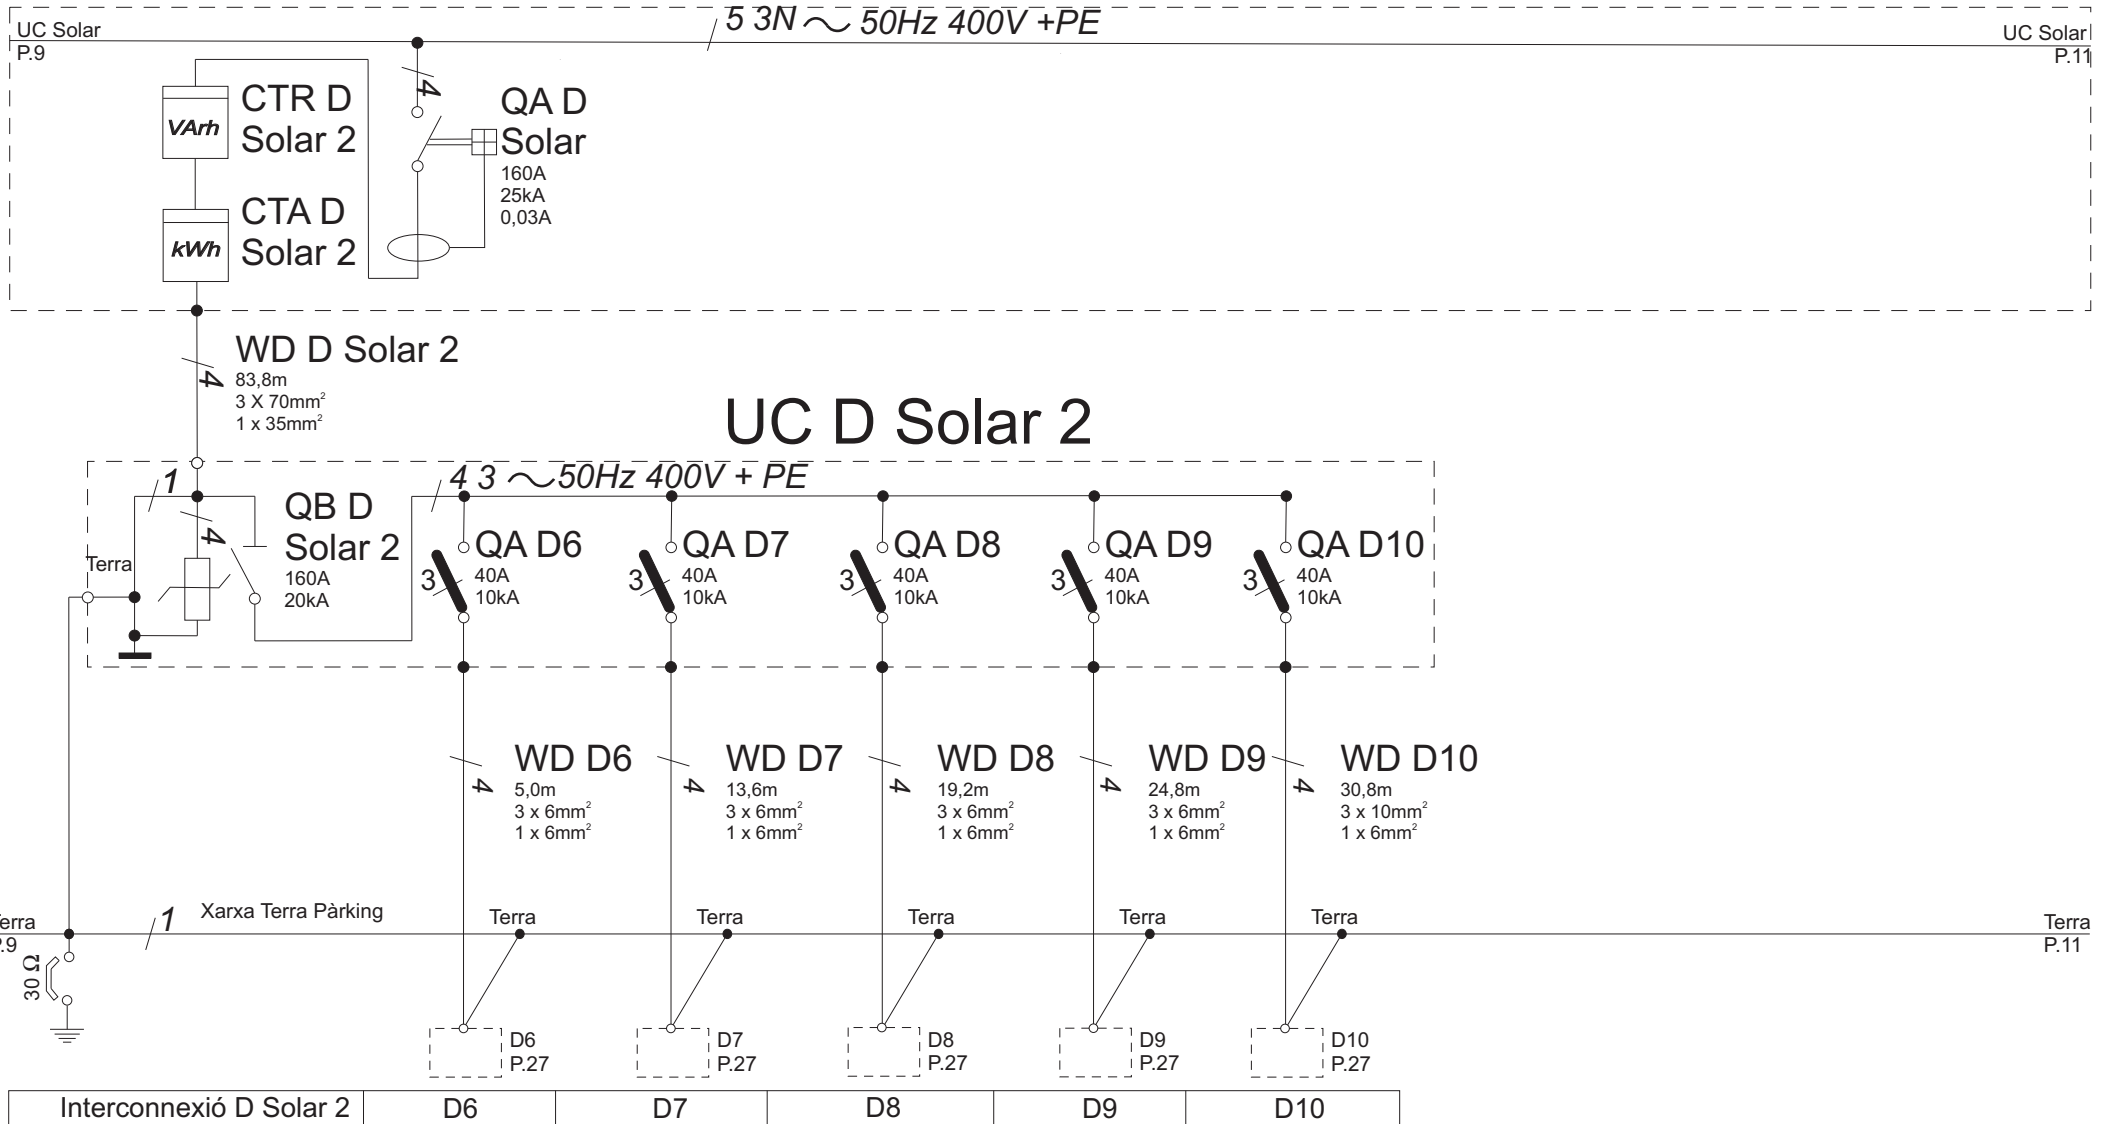 UC Solar
P.9
5 3N ～ 50Hz 400V +PE
UC Solar
P.11
4
CTR D
Solar 2
VArh
QA D
Solar
160A
25kA
0,03A
CTA D
Solar 2
kWh
WD D Solar 2
83,8m
3 X 70mm²
1 x 35mm²
4
UC D Solar 2
1
4 3 ～50Hz 400V + PE
QB D
Solar 2
160A
20kA
4
Terra
QA D6
40A
10kA
3
QA D7
40A
10kA
3
QA D8
40A
10kA
3
QA D9
40A
10kA
3
QA D10
40A
10kA
3
WD D6
5,0m
3 x 6mm²
1 x 6mm²
4
WD D7
13,6m
3 x 6mm²
1 x 6mm²
4
WD D8
19,2m
3 x 6mm²
1 x 6mm²
4
WD D9
24,8m
3 x 6mm²
1 x 6mm²
4
WD D10
30,8m
3 x 10mm²
1 x 6mm²
4
Terra
P.9
1
Xarxa Terra Pàrking
Terra
Terra
Terra
Terra
Terra
Terra
P.11
30 Ω
D6
P.27
D7
P.27
D8
P.27
D9
P.27
D10
P.27
Interconnexió D Solar 2
D6
D7
D8
D9
D10